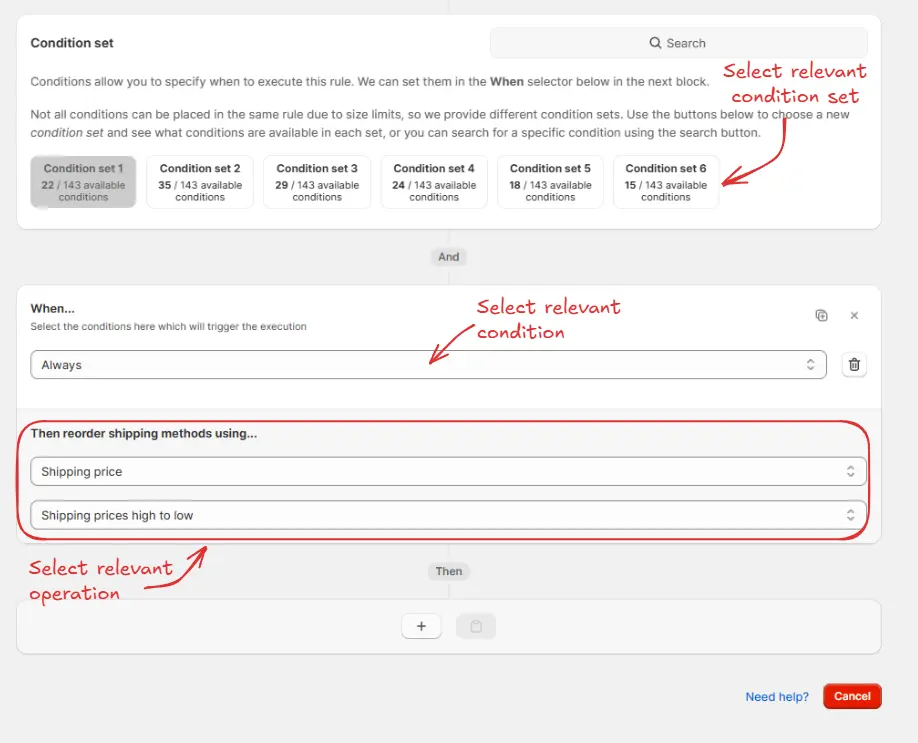 Condition set
Search
Conditions allow you to specify when to execute this rule. We can set them in the When selector below in the next block.
Select relevant
condition set
Not all conditions can be placed in the same rule due to size limits, so we provide different condition sets. Use the buttons below to choose a new
condition set and see what conditions are available in each set, or you can search for a specific condition using the search button.
Condition set 1
22 / 143 available
conditions
Condition set 2
35 / 143 available
conditions
Condition set 3
29 / 143 available
conditions
Condition set 4
24 / 143 available
conditions
Condition set 5
18 / 143 available
conditions
Condition set 6
15 / 143 available
conditions
And
When...
Select the conditions here which will trigger the execution
Select relevant
condition
Always
Then reorder shipping methods using...
Shipping price
Shipping prices high to low
Select relevant
operation
Then
Need help?
Cancel